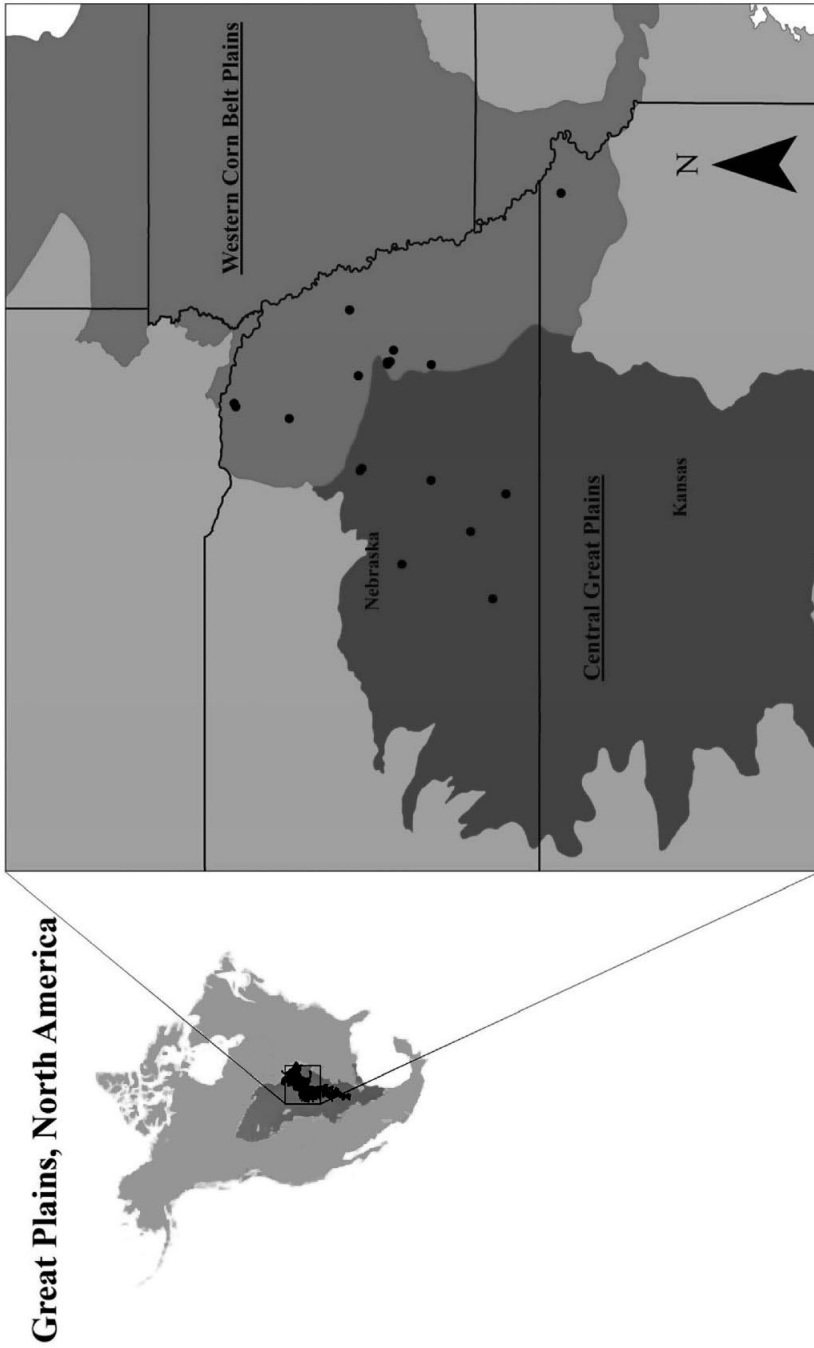 Great Plains, North America
Western Corn Belt Plains
N
Nebraska
Central Great Plains
Kansas